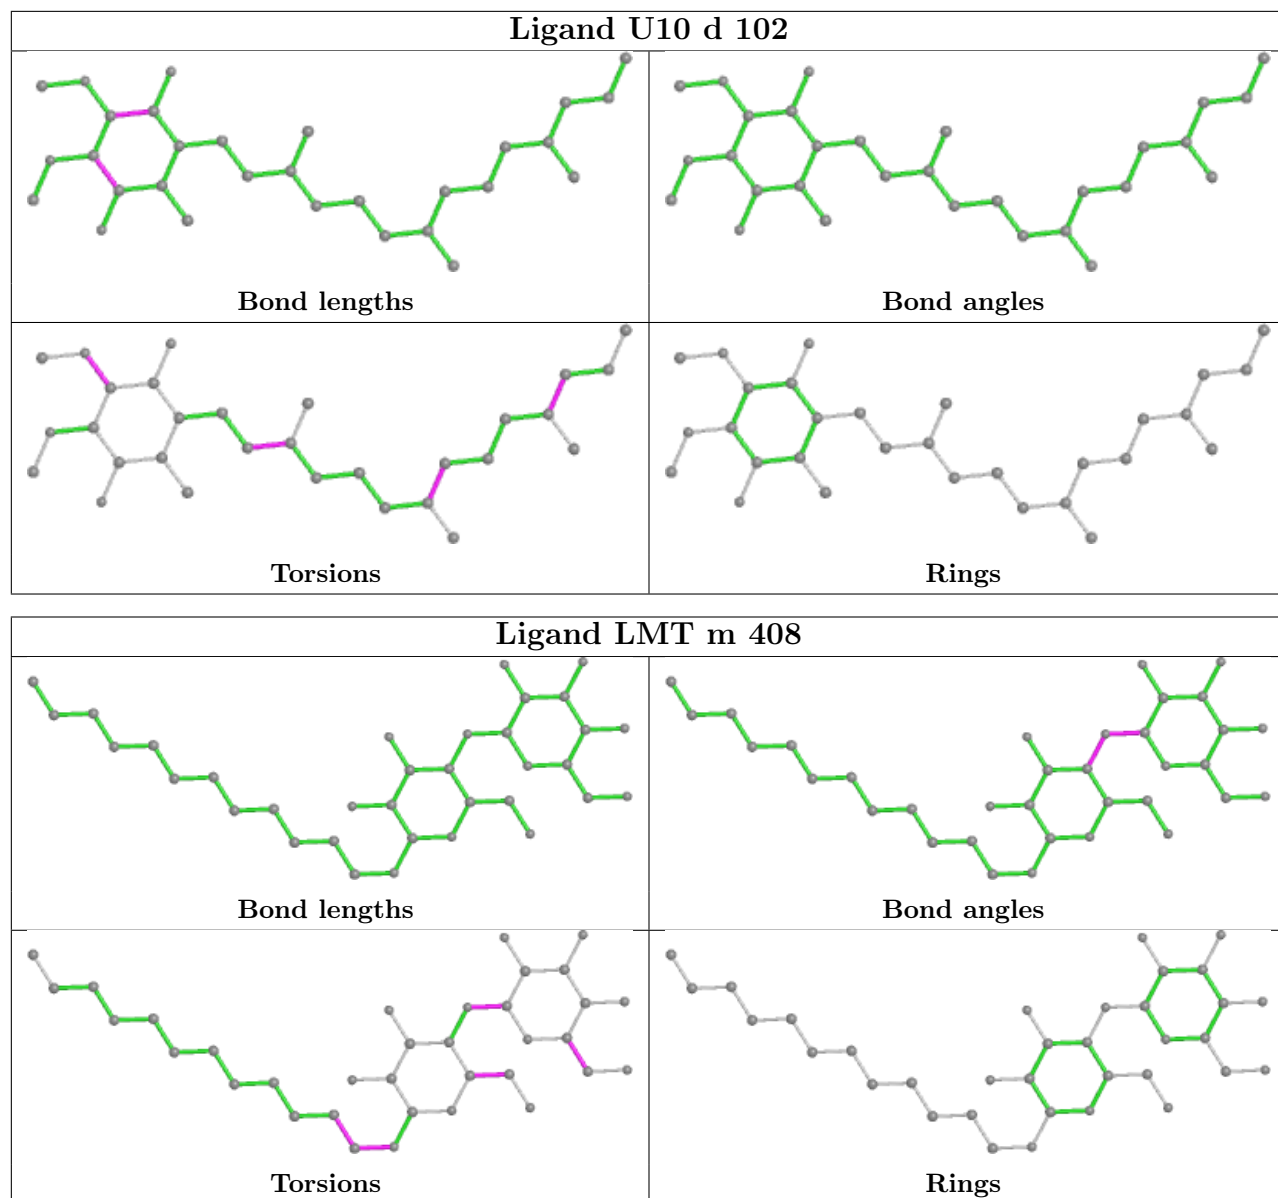 Ligand U10 d 102
Bond lengths
Bond angles
Torsions
Rings
Ligand LMT m 408
Bond lengths
Bond angles
Torsions
Rings